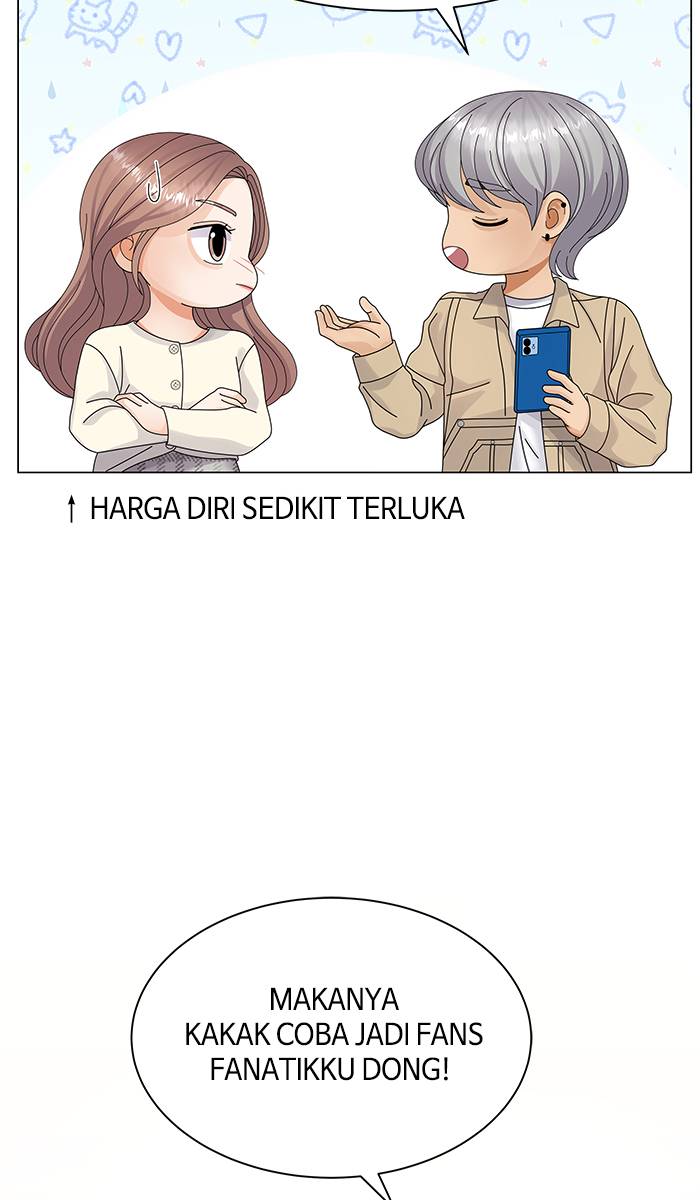 ↑ HARGA DIRI SEDIKIT TERLUKA
MAKANYA
KAKAK COBA JADI FANS
FANATIKKU DONG!